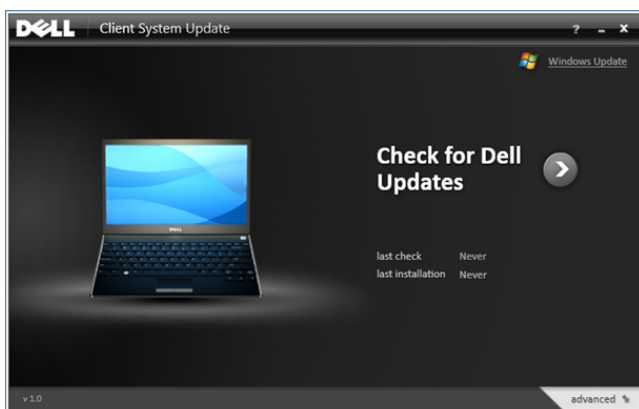 DELL Client System Update ? – x
Windows Update
Check for Dell
Updates
last check Never
last installation Never
DELL
v 1.0
advanced